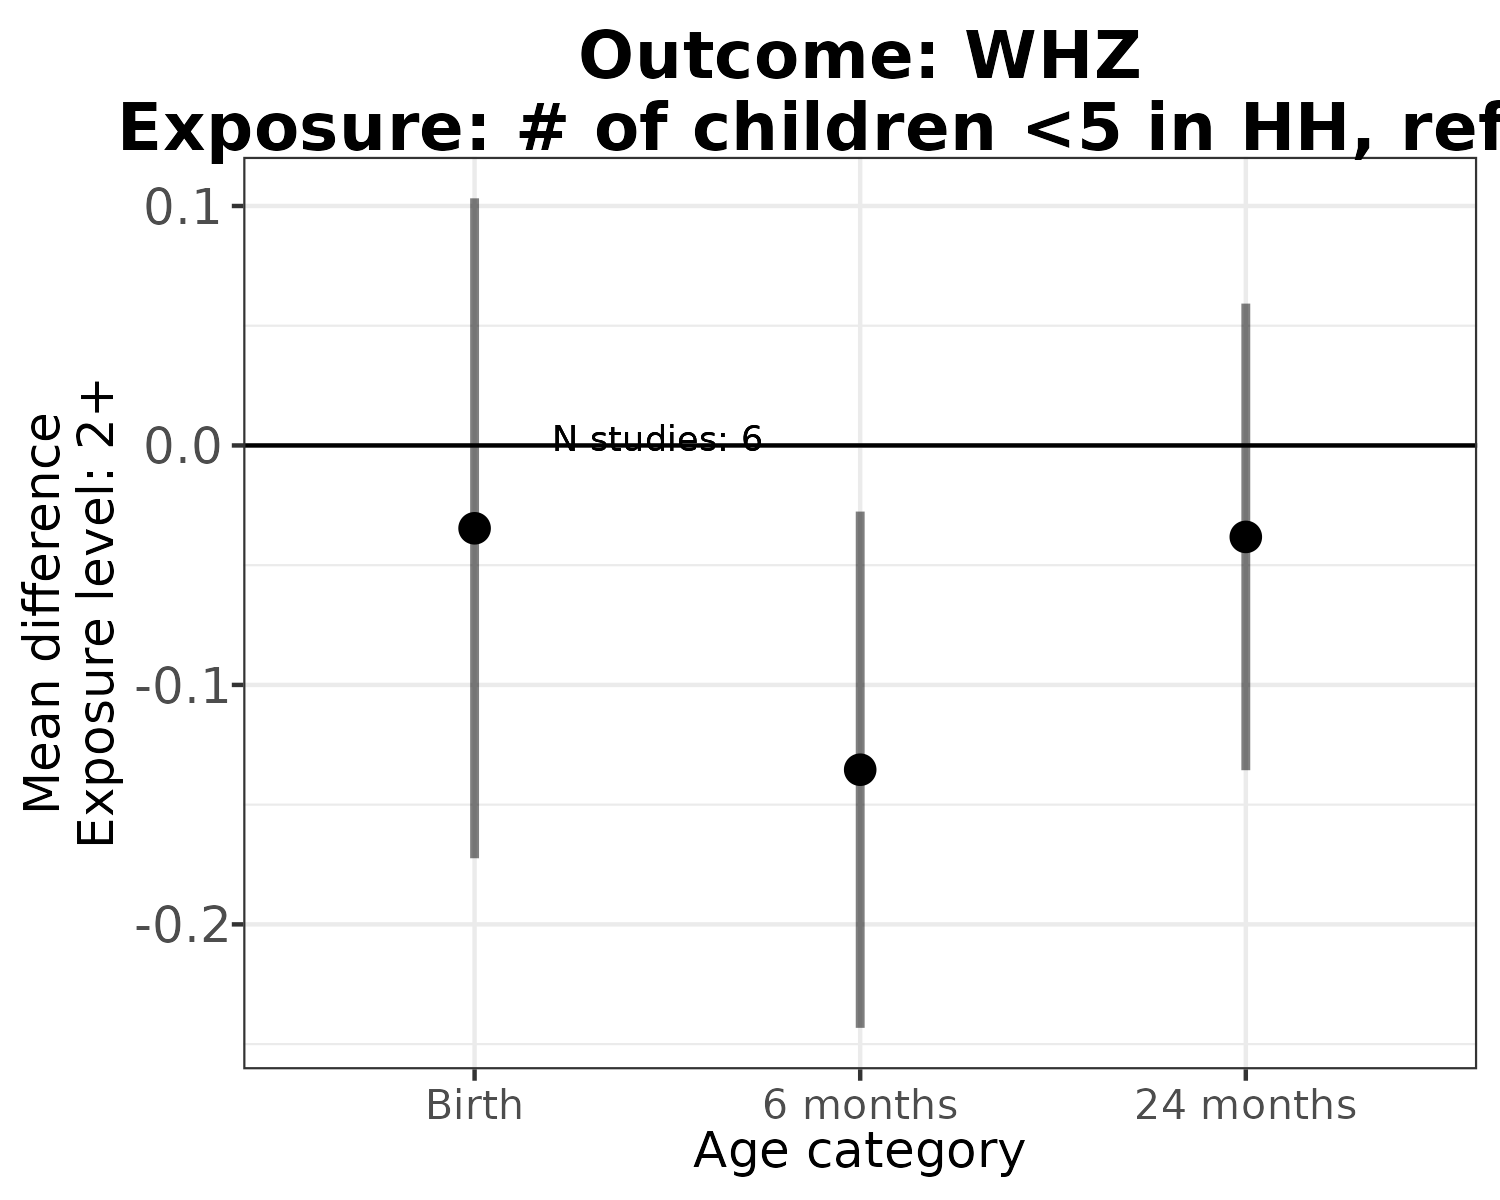 Outcome: WHZ
Exposure: # of children <5 in HH, ref
0.1
0.0
-0.1
-0.2
Mean difference
Exposure level: 2+
N studies: 6
Birth
6 months
24 months
Age category